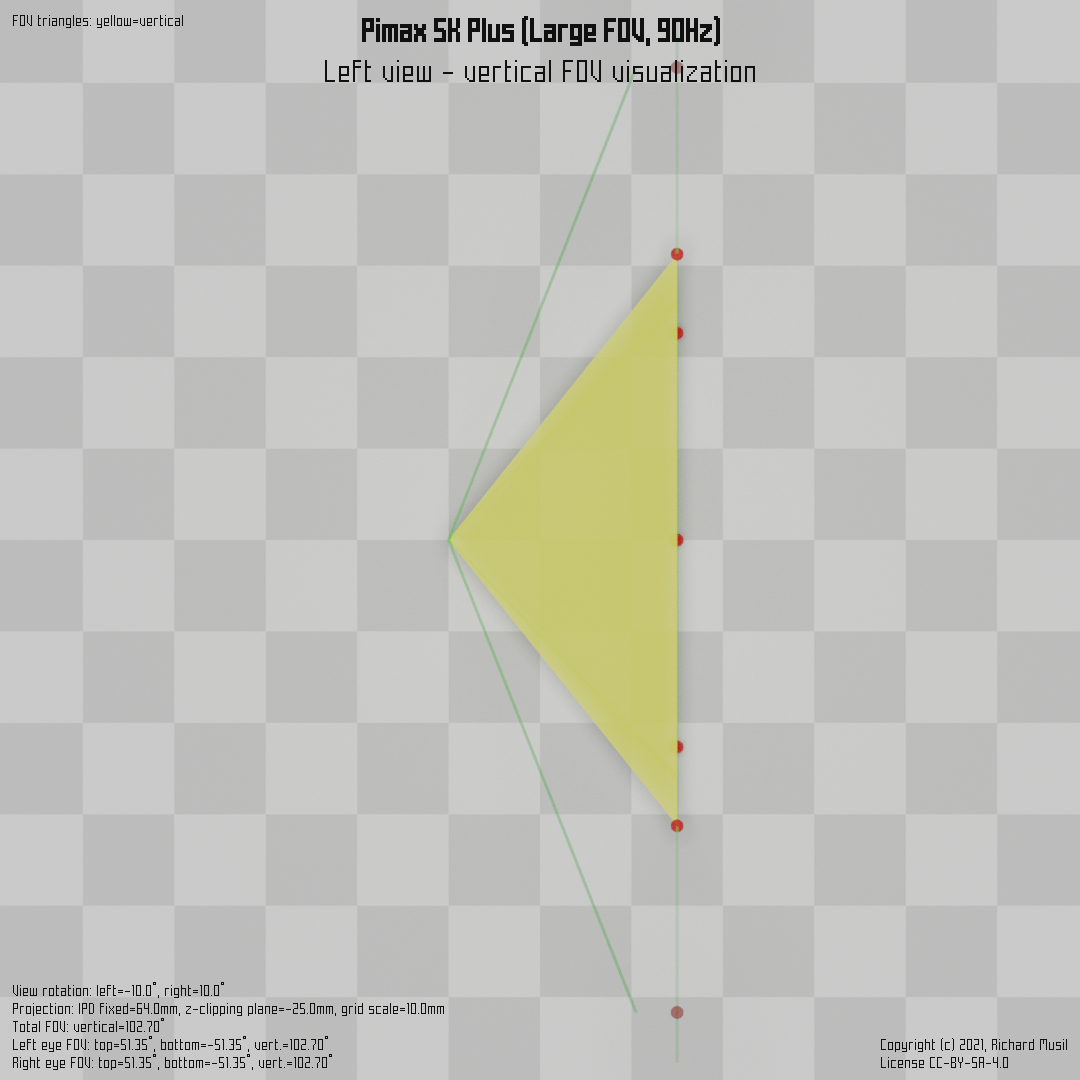 FOV triangles: yellow=vertical
Pimax 5K Plus (Large FOV, 90Hz)
Left view - vertical FOV visualization
View rotation: left=-10.0°, right=10.0°
Projection: IPD fixed=64.0mm, z-clipping plane=-25.0mm, grid scale=10.0mm
Total FOV: vertical=102.70°
Left eye FOV: top=51.35°, bottom=-51.35°, vert.=102.70°
Right eye FOV: top=51.35°, bottom=-51.35°, vert.=102.70°
Copyright (c) 2021, Richard Musil
License CC-BY-SA-4.0